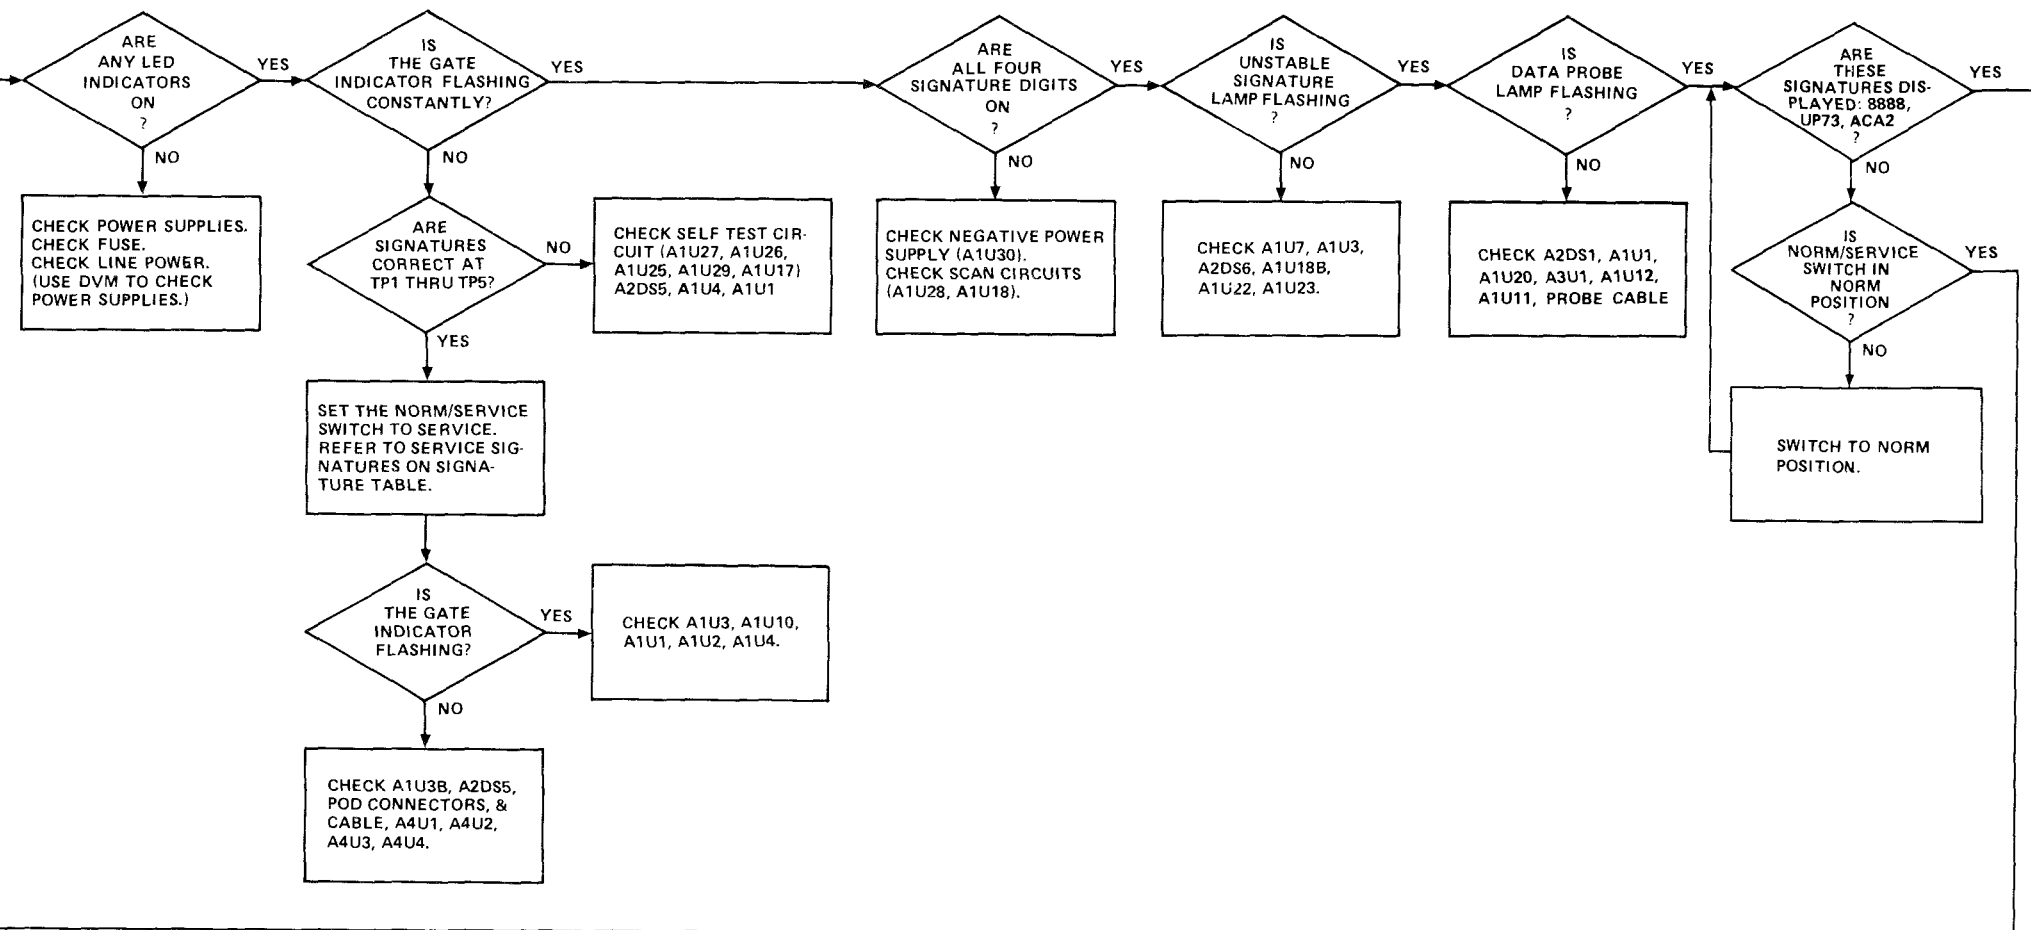 ARE
ANY LED
INDICATORS
ON
?
YES
NO
CHECK POWER SUPPLIES.
CHECK FUSE.
CHECK LINE POWER.
(USE DVM TO CHECK
POWER SUPPLIES.)
IS
THE GATE
INDICATOR FLASHING
CONSTANTLY?
YES
NO
ARE
SIGNATURES
CORRECT AT
TP1 THRU TP5?
NO
CHECK SELF TEST CIR-
CUIT (A1U27, A1U26,
A1U25, A1U29, A1U17)
A2DS5, A1U4, A1U1
YES
SET THE NORM/SERVICE
SWITCH TO SERVICE.
REFER TO SERVICE SIG-
NATURES ON SIGNA-
TURE TABLE.
IS
THE GATE
INDICATOR
FLASHING?
YES
CHECK A1U3, A1U10,
A1U1, A1U2, A1U4.
NO
CHECK A1U3B, A2DS5,
POD CONNECTORS, &
CABLE, A4U1, A4U2,
A4U3, A4U4.
ARE
ALL FOUR
SIGNATURE DIGITS
ON
?
YES
NO
CHECK NEGATIVE POWER
SUPPLY (A1U30).
CHECK SCAN CIRCUITS
(A1U28, A1U18).
IS
UNSTABLE
SIGNATURE
LAMP FLASHING
?
YES
NO
CHECK A1U7, A1U3,
A2DS6, A1U18B,
A1U22, A1U23.
IS
DATA PROBE
LAMP FLASHING
?
YES
NO
CHECK A2DS1, A1U1,
A1U20, A3U1, A1U12,
A1U11, PROBE CABLE
ARE
THESE
SIGNATURES DIS-
PLAYED: 8888,
UP73, ACA2
?
YES
NO
IS
NORM/SERVICE
SWITCH IN
NORM
POSITION
?
YES
NO
SWITCH TO NORM
POSITION.